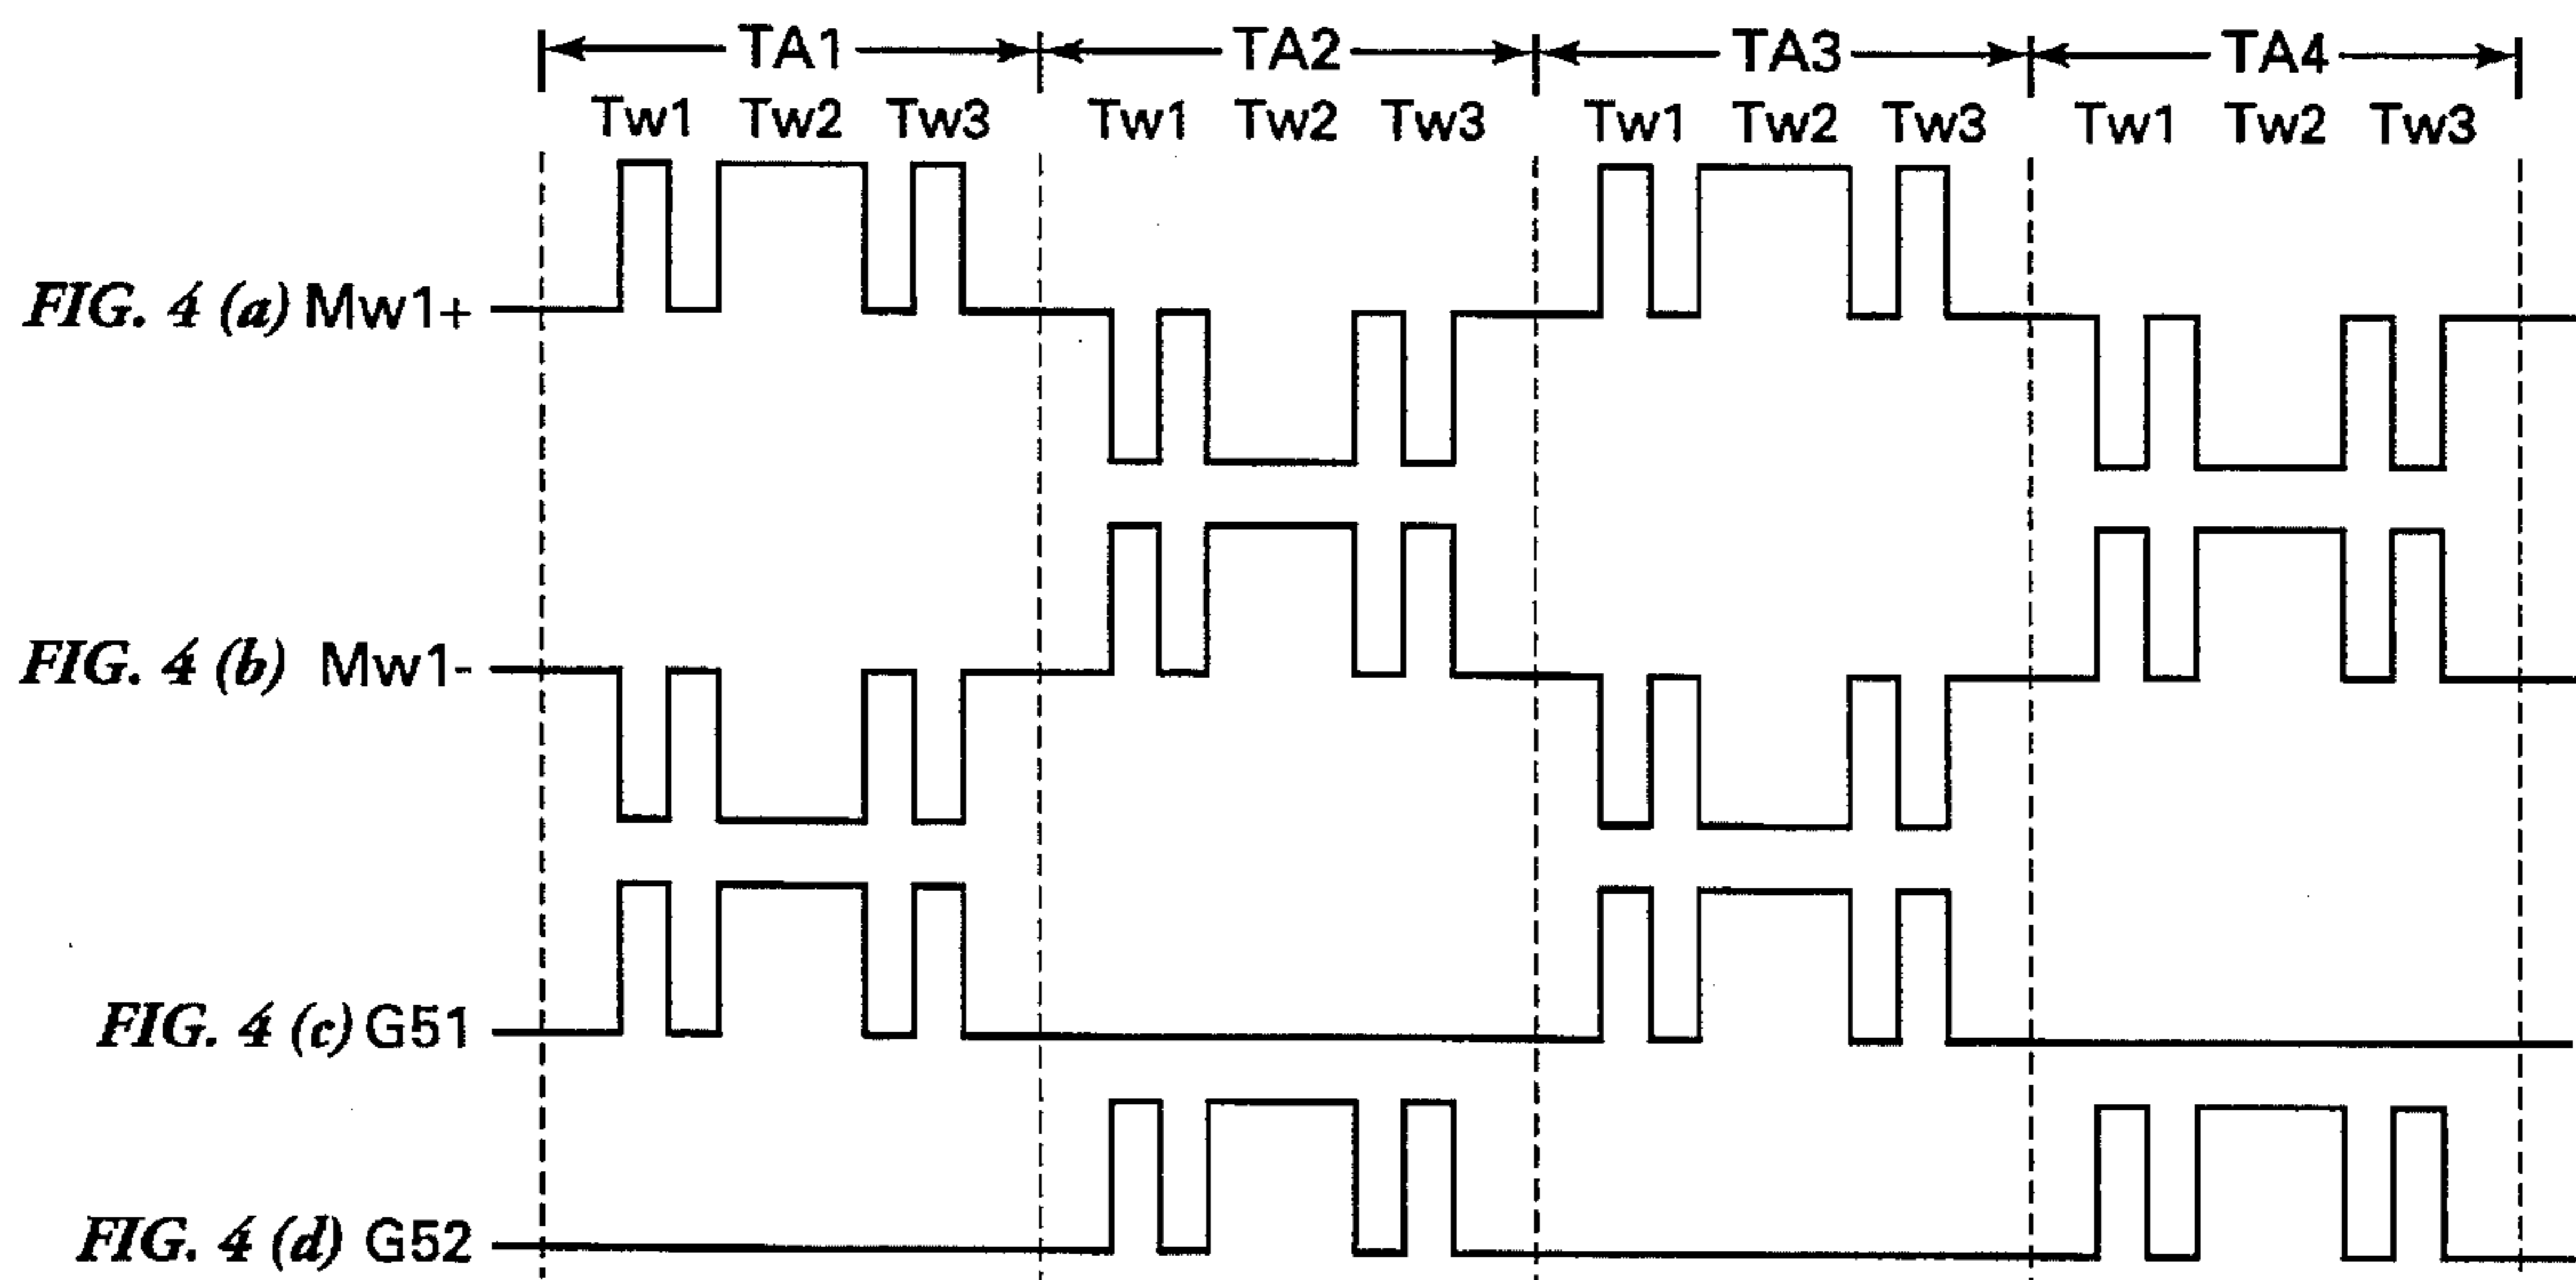 TA1 TA2 TA3 TA4
Tw1 Tw2 Tw3 Tw1 Tw2 Tw3 Tw1 Tw2 Tw3 Tw1 Tw2 Tw3
FIG. 4 (a) Mw1+
FIG. 4 (b) Mw1-
FIG. 4 (c) G51
FIG. 4 (d) G52